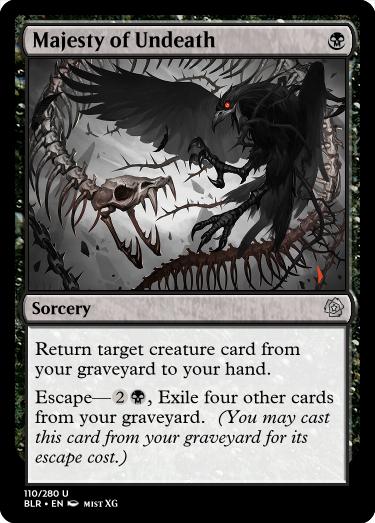 Majesty of Undeath
Sorcery
Return target creature card from
your graveyard to your hand.
Escape—2, Exile four other cards
from your graveyard. (You may cast
this card from your graveyard for its
escape cost.)
110/280 U
BLR • EN MIST XG